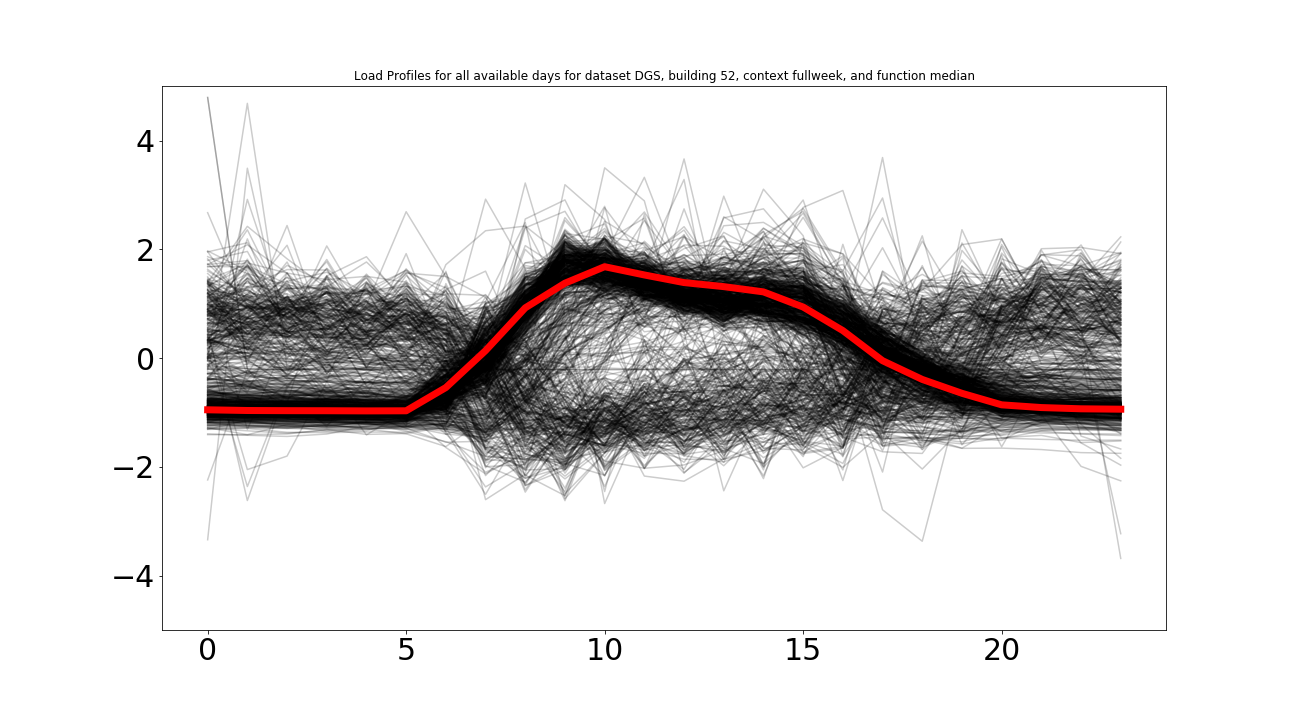 Load Profiles for all available days for dataset DGS, building 52, context fullweek, and function median
4
2
0
−2
−4
0 5 10 15 20